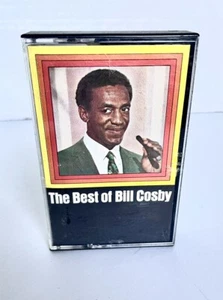 The Best of Bill Cosby